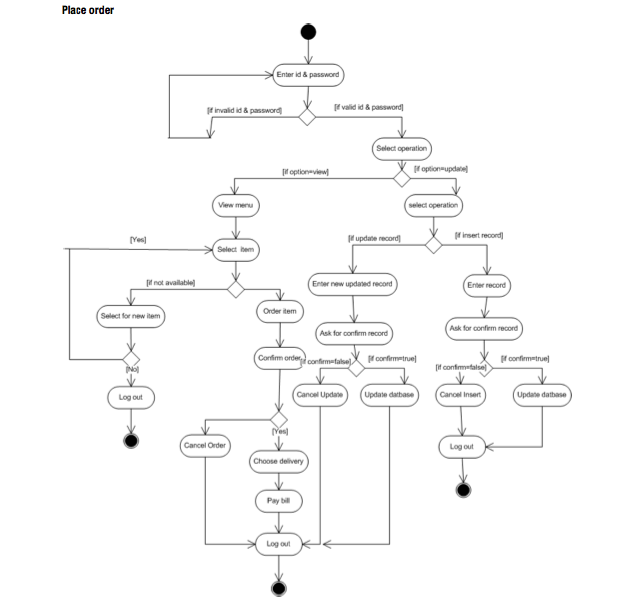 Place order
Enter id & password
[if invalid id & password]
[if valid id & password]
Select operation
[if option=view]
[if option=update]
View menu
select operation
[Yes]
Select item
[if update record]
[if insert record]
[if not available]
Enter new updated record
Enter record
Select for new item
Order item
Ask for confirm record
Ask for confirm record
Confirm order
[if confirm=false]
[if confirm=true]
[if confirm=false]
[if confirm=true]
[No]
Log out
Cancel Update
Update datbase
Cancel Insert
Update datbase
[Yes]
Cancel Order
Log out
Choose delivery
Pay bill
Log out